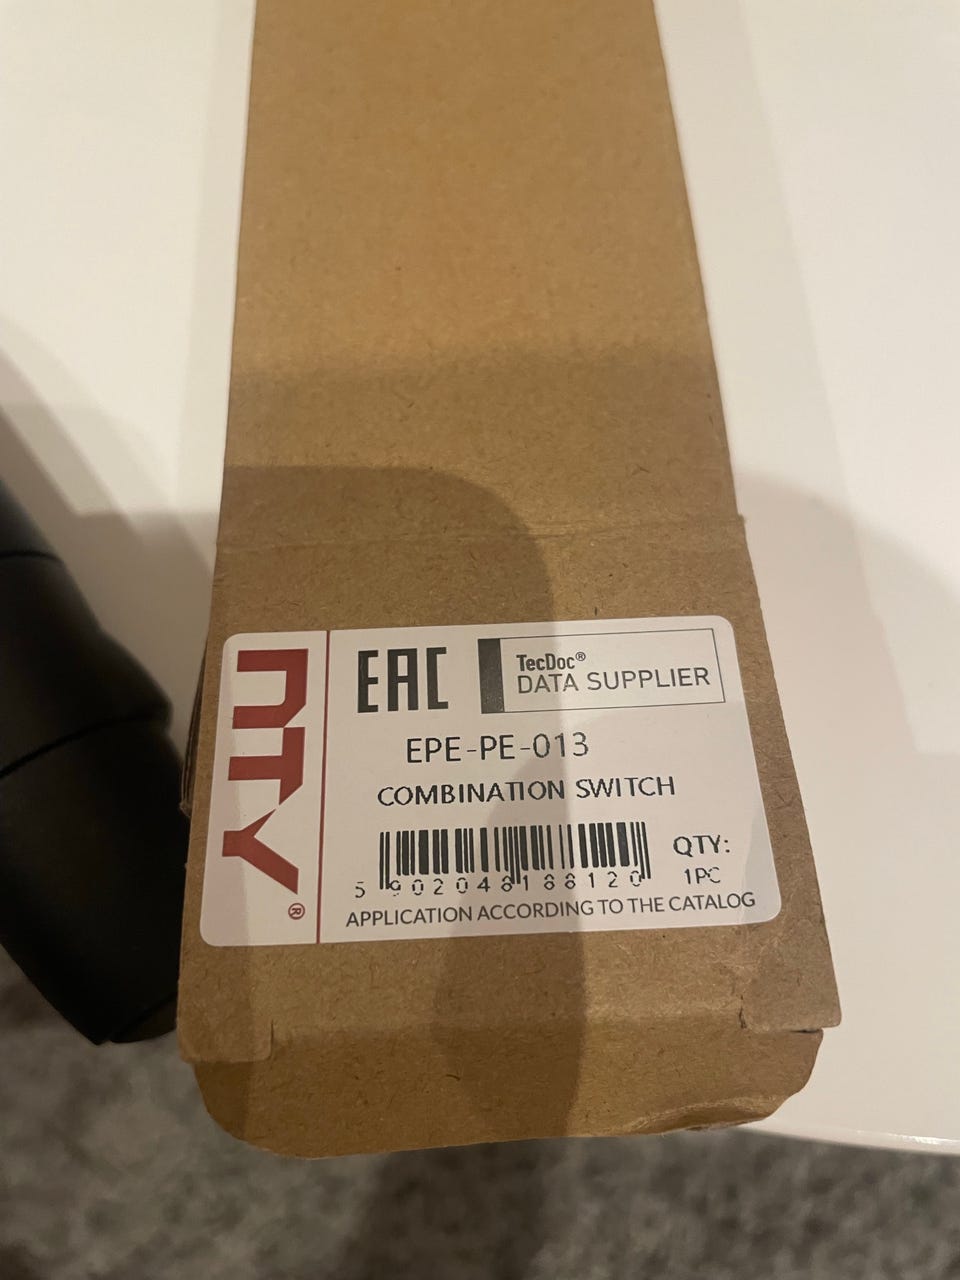 NTY®
EAC
TecDoc®
DATA SUPPLIER
EPE-PE-013
COMBINATION SWITCH
5 902048 188120
QTY:
1PC
APPLICATION ACCORDING TO THE CATALOG